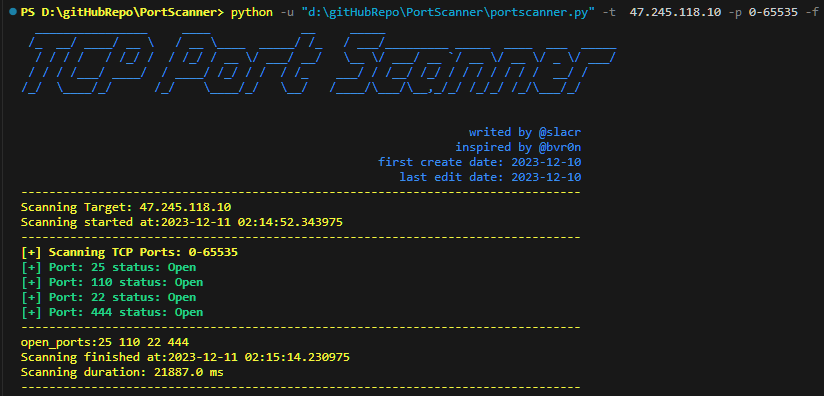 PS D:\gitHubRepo\PortScanner> python -u "d:\gitHubRepo\PortScanner\portscanner.py" -t  47.245.118.10 -p 0-65535 -f
TCP Port Scanner
writed by @slacr
inspired by @bvr0n
first create date: 2023-12-10
last edit date: 2023-12-10
--------------------------------------------------------------------------------
Scanning Target: 47.245.118.10
Scanning started at:2023-12-11 02:14:52.343975
--------------------------------------------------------------------------------
[+] Scanning TCP Ports: 0-65535
[+] Port: 25 status: Open
[+] Port: 110 status: Open
[+] Port: 22 status: Open
[+] Port: 444 status: Open
--------------------------------------------------------------------------------
open_ports:25 110 22 444
Scanning finished at:2023-12-11 02:15:14.230975
Scanning duration: 21887.0 ms
--------------------------------------------------------------------------------